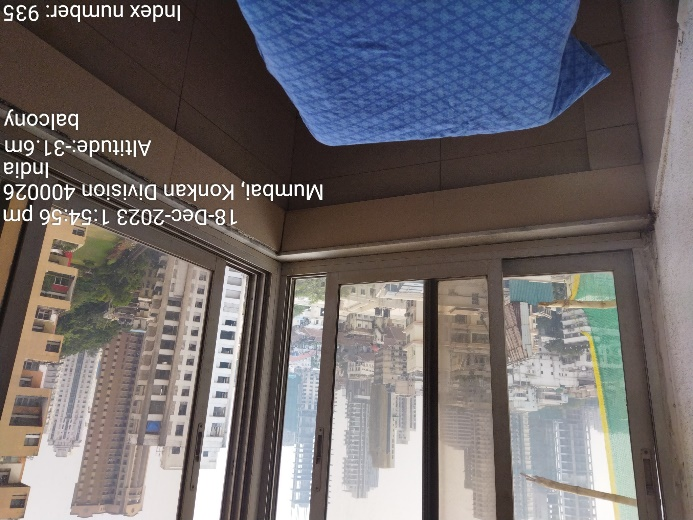 18-Dec-2023 1:54:56 pm
Mumbai, Konkan Division 400026
India
Altitude:-31.6m
balcony
Index number: 935